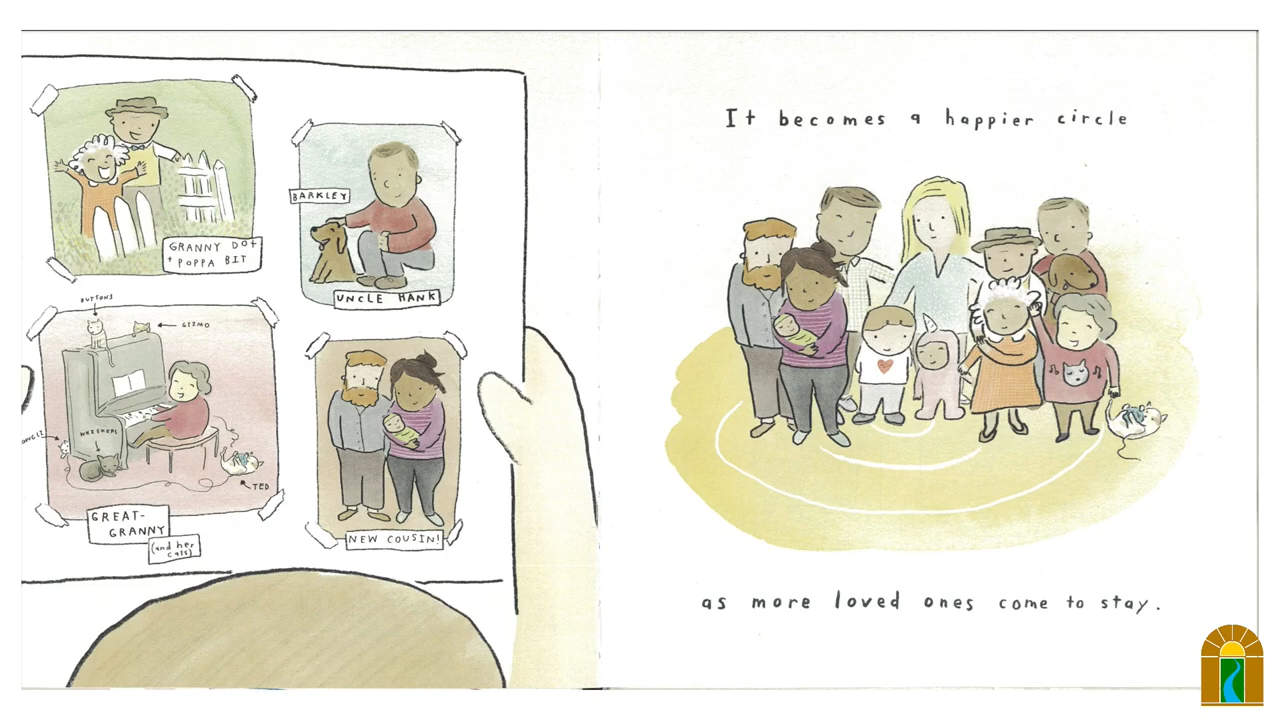 GRANNY DOT
+ POPPA BIT
BARKLEY
UNCLE HANK
BUTTONS
GIZMO
WHISKERS
TED
GREAT-
GRANNY
(and her
cats)
NEW COUSIN!
It becomes a happier circle
as more loved ones come to stay.